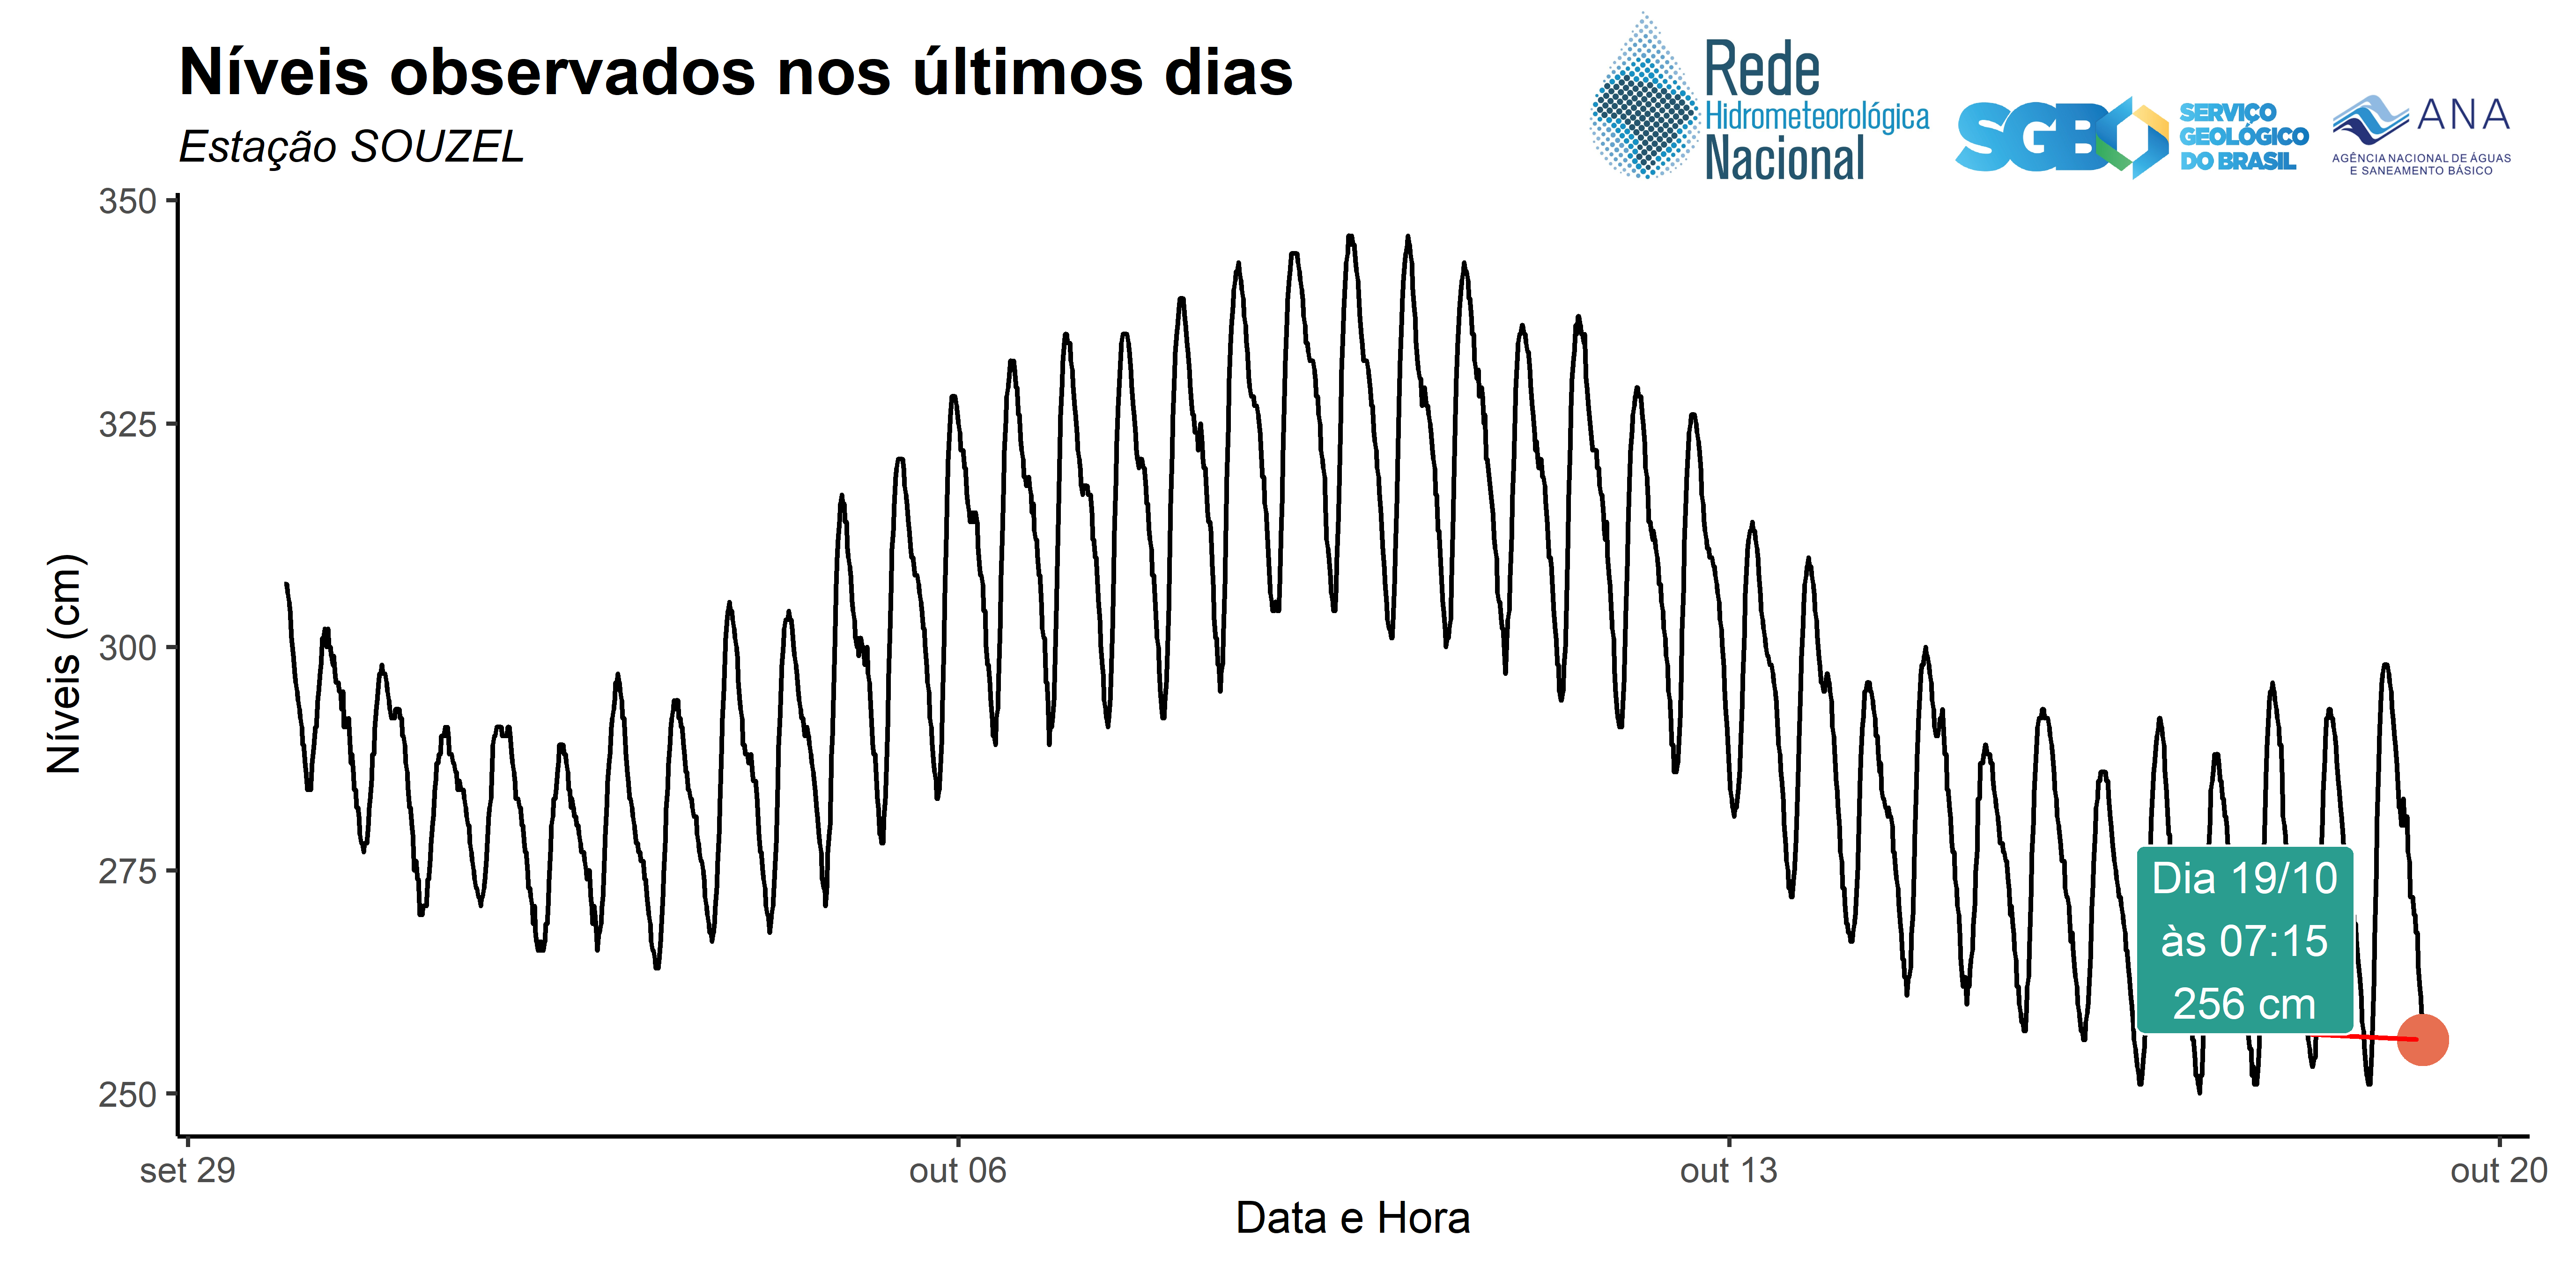 Níveis observados nos últimos dias
Estação SOUZEL
Rede
Hidrometeorológica
Nacional
SGB
SERVIÇO
GEOLÓGICO
DO BRASIL
ANA
AGÊNCIA NACIONAL DE ÁGUAS
E SANEAMENTO BÁSICO
Níveis (cm)
350
325
300
275
250
Dia 19/10
às 07:15
256 cm
set 29
out 06
out 13
out 20
Data e Hora